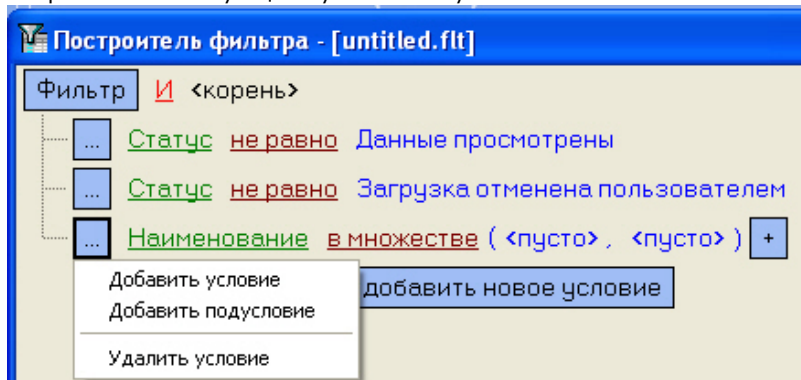 Построитель фильтра - [untitled.flt]
Фильтр И <корень>
... Статус не равно Данные просмотрены
... Статус не равно Загрузка отменена пользователем
... Наименование в множестве ( <пусто> , <пусто> ) +
Добавить условие
добавить новое условие
Добавить подусловие
Удалить условие